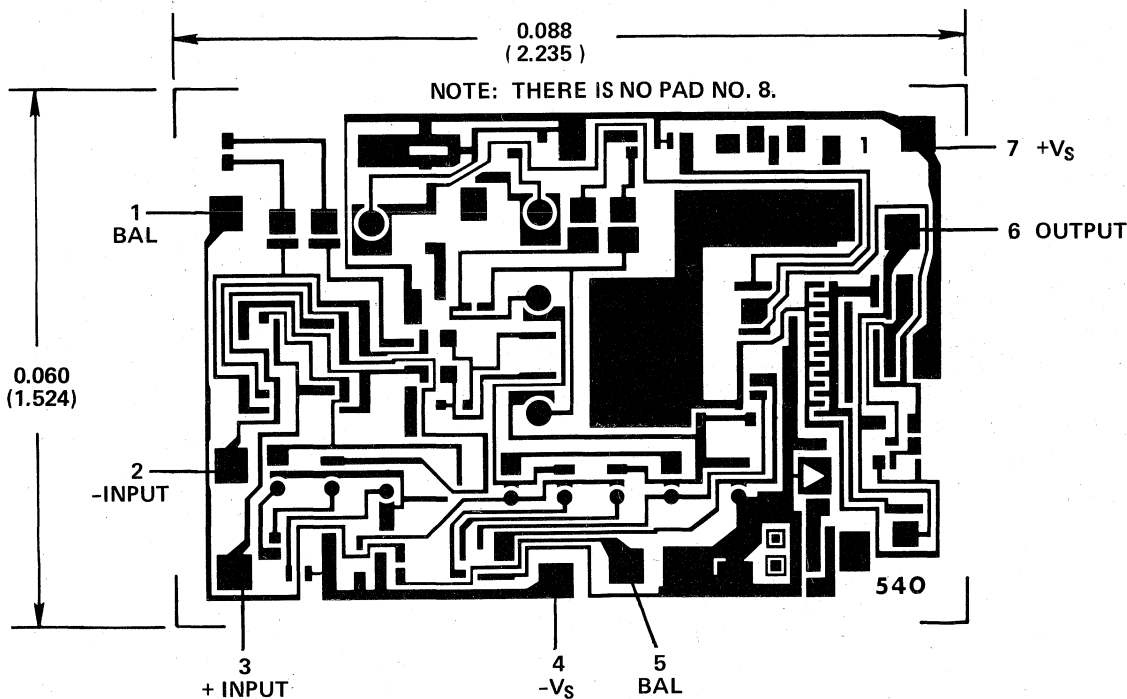 0.088
(2.235)
NOTE: THERE IS NO PAD NO. 8.
1
7 +VS
1
BAL
6 OUTPUT
0.060
(1.524)
2
-INPUT
540
3
+ INPUT
4
-VS
5
BAL